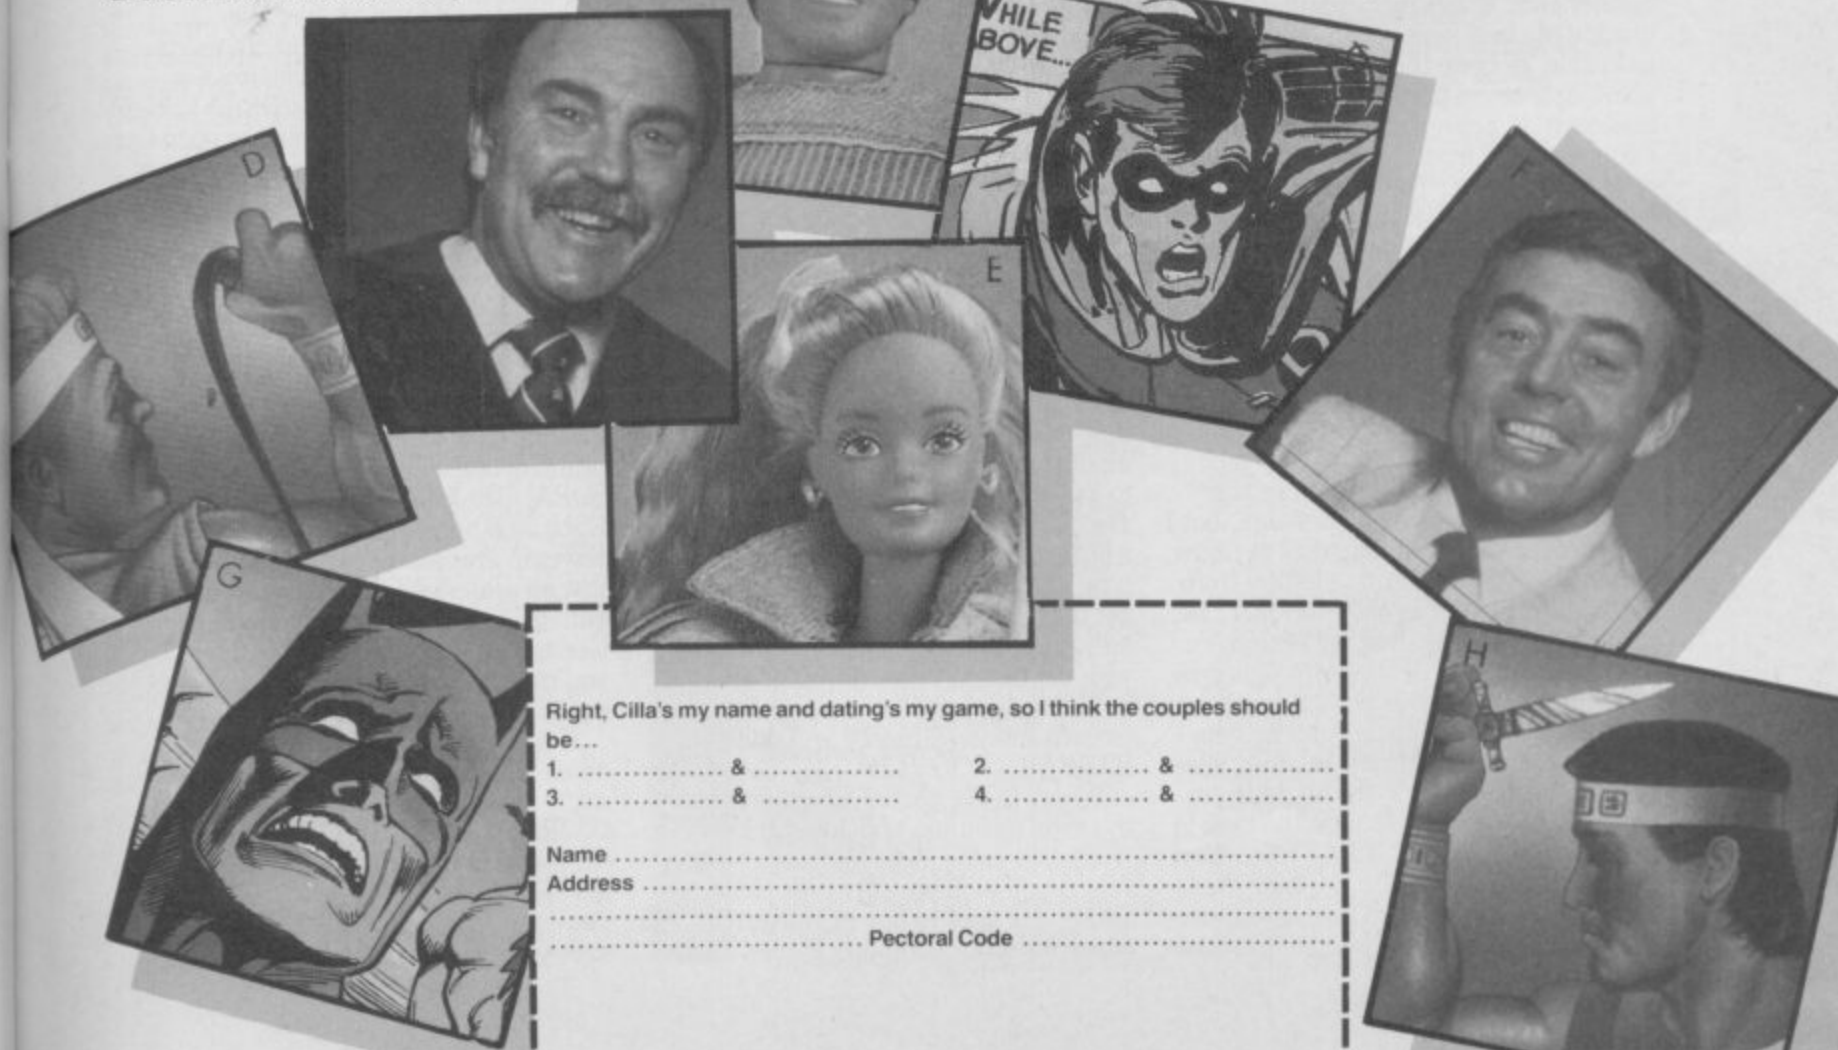 WHILE
ABOVE...
D
E
F
G
H
Right, Cilla's my name and dating's my game, so I think the couples should
be...
1. ................ & ................ 2. ................ & ................
3. ................ & ................ 4. ................ & ................
Name ................................................................
Address ................................................................
................................................................
................................ Pectoral Code ................................